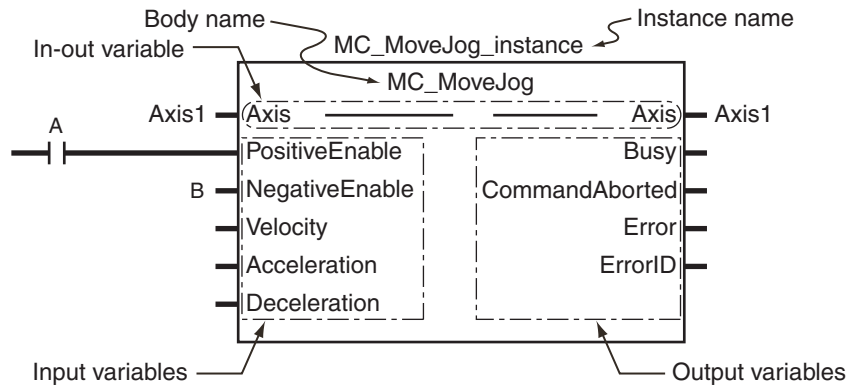 Body name
Instance name
In-out variable
MC_MoveJog_instance
MC_MoveJog
Axis1 Axis Axis Axis1
A
PositiveEnable Busy
B NegativeEnable CommandAborted
Velocity Error
Acceleration ErrorID
Deceleration
Input variables Output variables